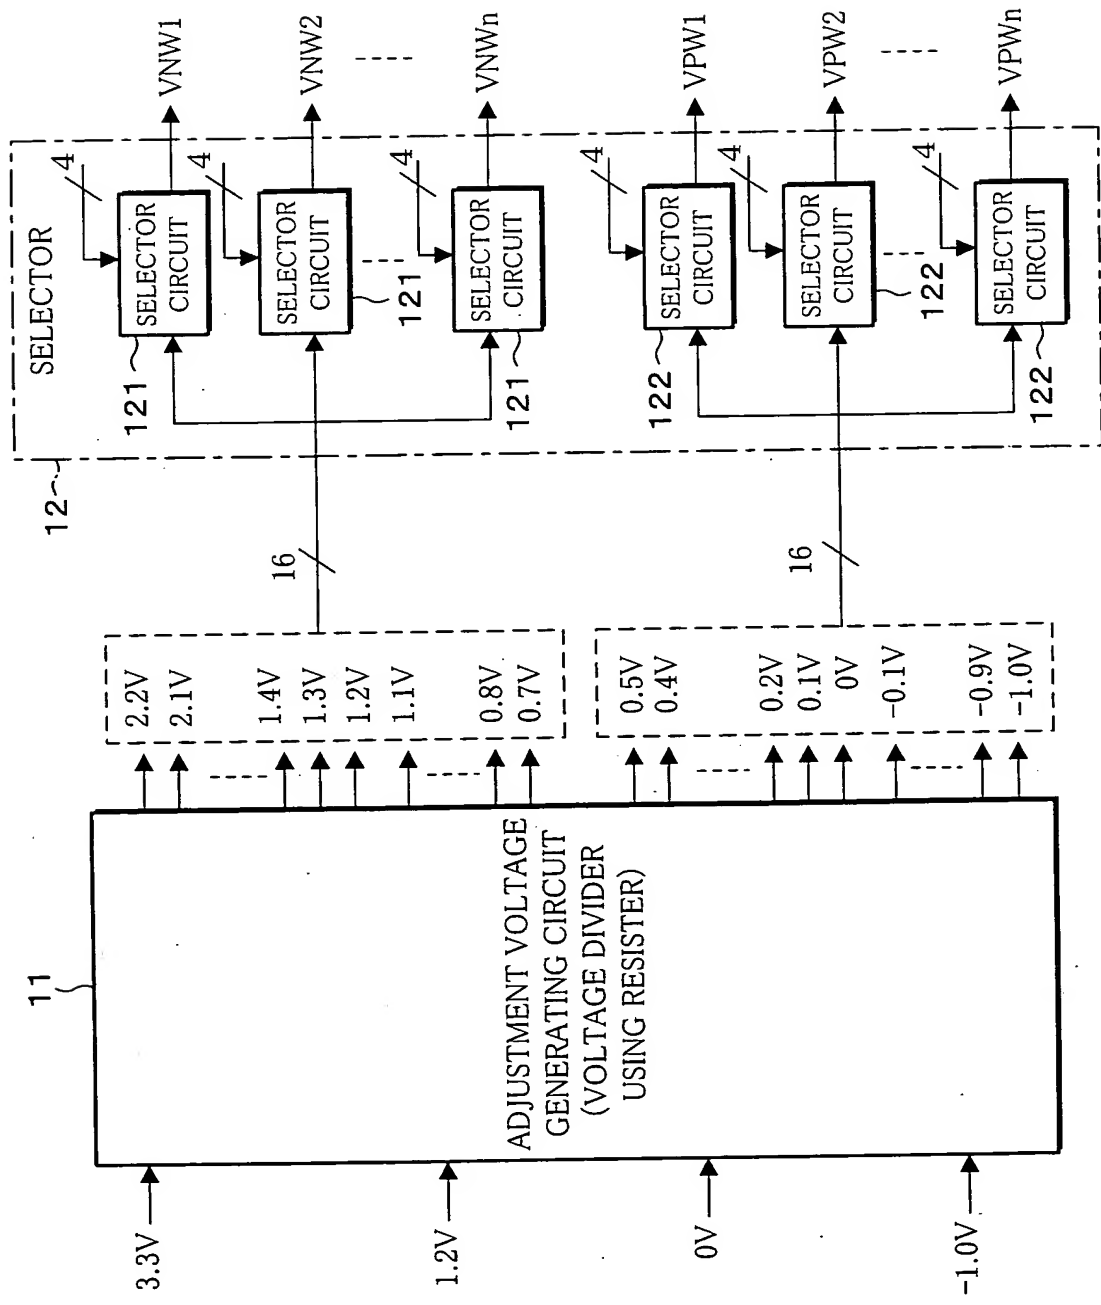 11
3.3V
1.2V
0V
-1.0V
ADJUSTMENT VOLTAGE
GENERATING CIRCUIT
(VOLTAGE DIVIDER
USING RESISTER)
2.2V
2.1V
1.4V
1.3V
1.2V
1.1V
0.8V
0.7V
0.5V
0.4V
0.2V
0.1V
0V
-0.1V
-0.9V
-1.0V
16
16
12
SELECTOR
121
SELECTOR
CIRCUIT
4
VNW1
SELECTOR
CIRCUIT
121
4
VNW2
121
SELECTOR
CIRCUIT
4
VNWn
122
SELECTOR
CIRCUIT
4
VPW1
SELECTOR
CIRCUIT
122
4
VPW2
122
SELECTOR
CIRCUIT
4
VPWn